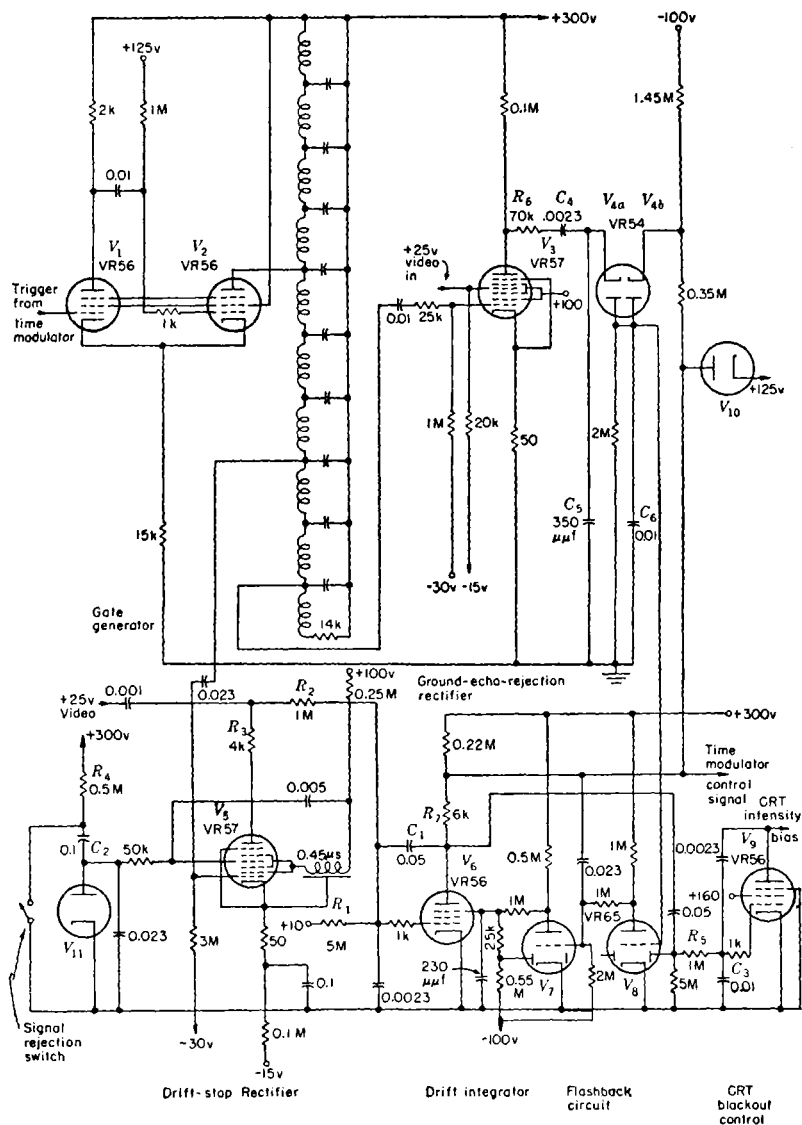 +300v
-100v
+125v
2k
1M
0.1M
1.45M
0.01
R6
70k
C4
.0023
V4a
V4b
VR54
V1
VR56
V2
VR56
+25v
video
in
V3
VR57
+100
Trigger
from
time
modulator
1k
0.01
25k
0.35M
V10
+125v
1M
20k
50
2M
15k
C5
350
μμf
C6
0.01
-30v
-15v
Gate
generator
14k
Ground-echo-rejection
rectifier
+100v
0.25M
0.023
0.001
+25v
Video
R2
1M
+300v
R3
4k
+300v
0.22M
R4
0.5M
Time
modulator
control
signal
0.005
R7
6k
CRT
intensity
bias
V5
VR57
C1
0.05
V6
VR56
V9
VR56
0.1
C2
50k
0.45μs
0.5M
0.023
1M
0.0023
+160
1M
1M
VR65
0.05
R1
+10
5M
1k
25k
R5
1M
1k
V11
0.023
3M
50
0.1
0.0023
230
μμf
0.55
M
V7
2M
V8
5M
C3
0.01
Signal
rejection
switch
-30v
0.1M
-15v
-100v
Drift-stop Rectifier
Drift integrator
Flashback
circuit
CRT
blackout
control